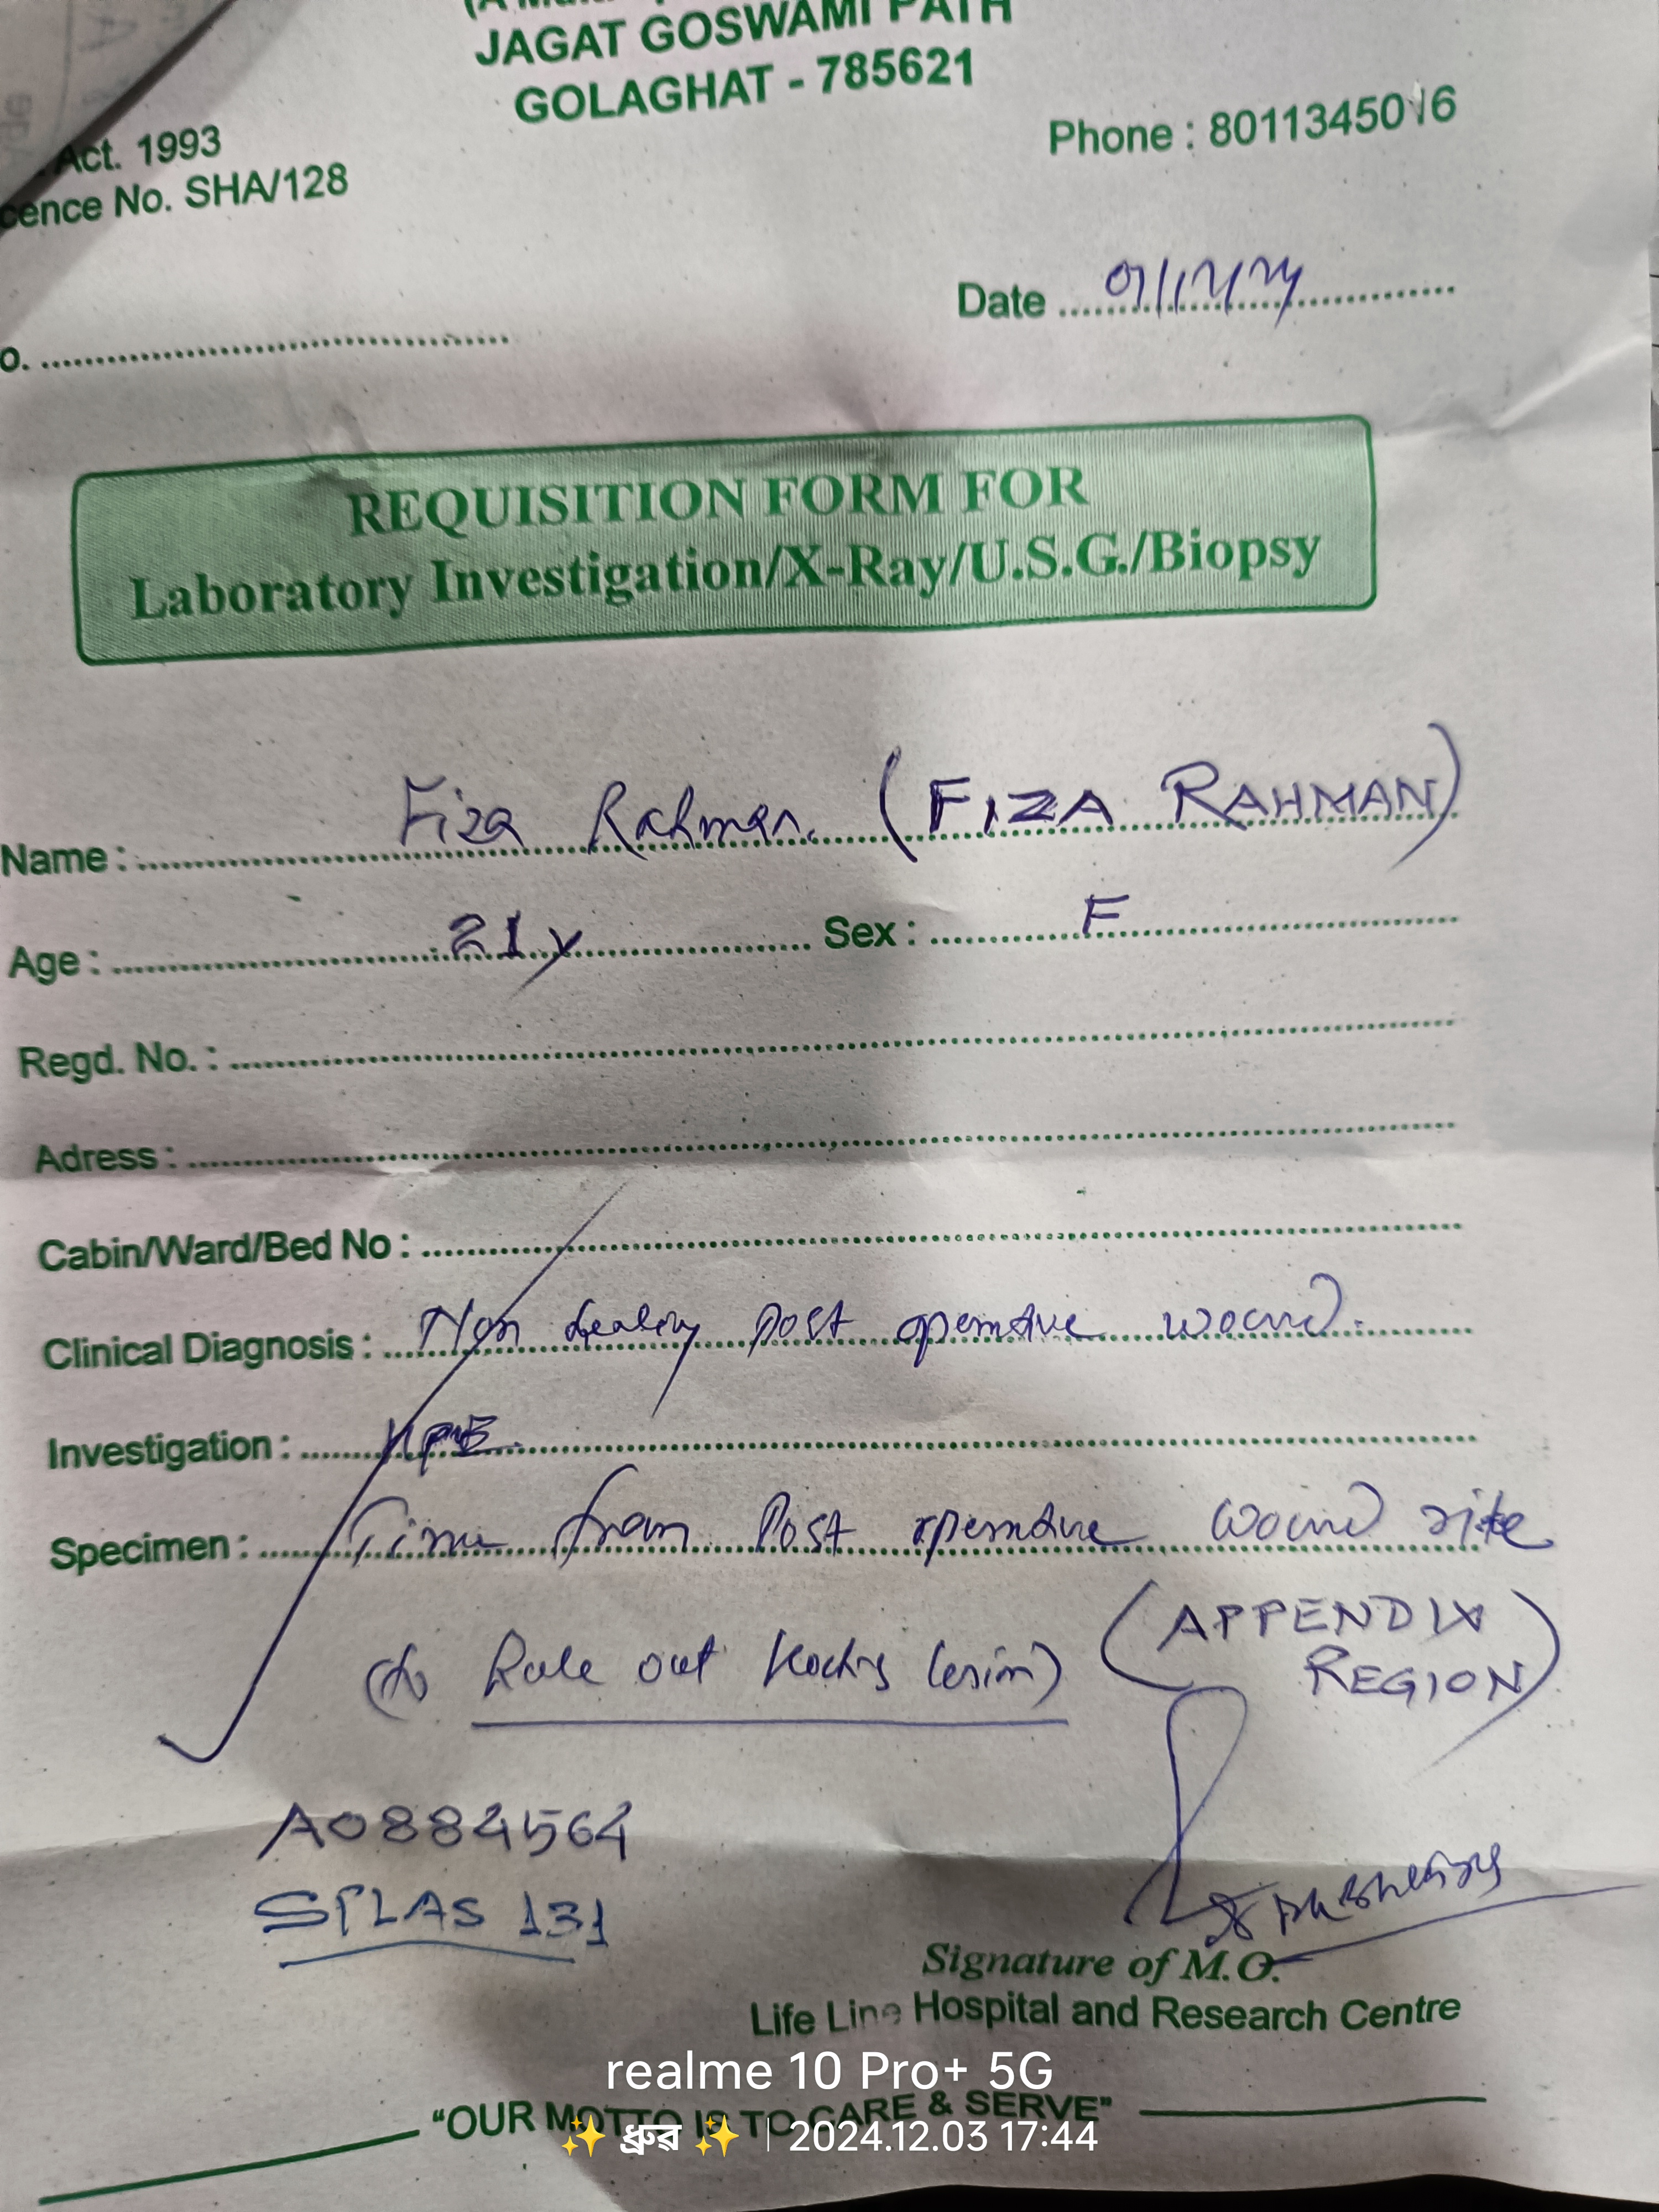 JAGAT GOSWAMI PATH
GOLAGHAT - 785621
Phone : 8011345016
Act. 1993
cence No. SHA/128
Date
o.
REQUISITION FORM FOR
Laboratory Investigation/X-Ray/U.S.G./Biopsy
Name : Fiza Rahman. (FIZA RAHMAN)
Age : 21 y Sex : F
Regd. No. :
Adress :
Cabin/Ward/Bed No :
Clinical Diagnosis : Non healing post operative wound.
Investigation : HPE
Specimen : Tissue from Post operative wound site
(to Rule out Koch's lesion) (APPENDIX
REGION)
A0884564
SPLAS 131
Signature of M.O.
Life Line Hospital and Research Centre
realme 10 Pro+ 5G
"OUR MOTTO IS TO CARE & SERVE"
✨ ধ্রুৱ ✨ | 2024.12.03 17:44